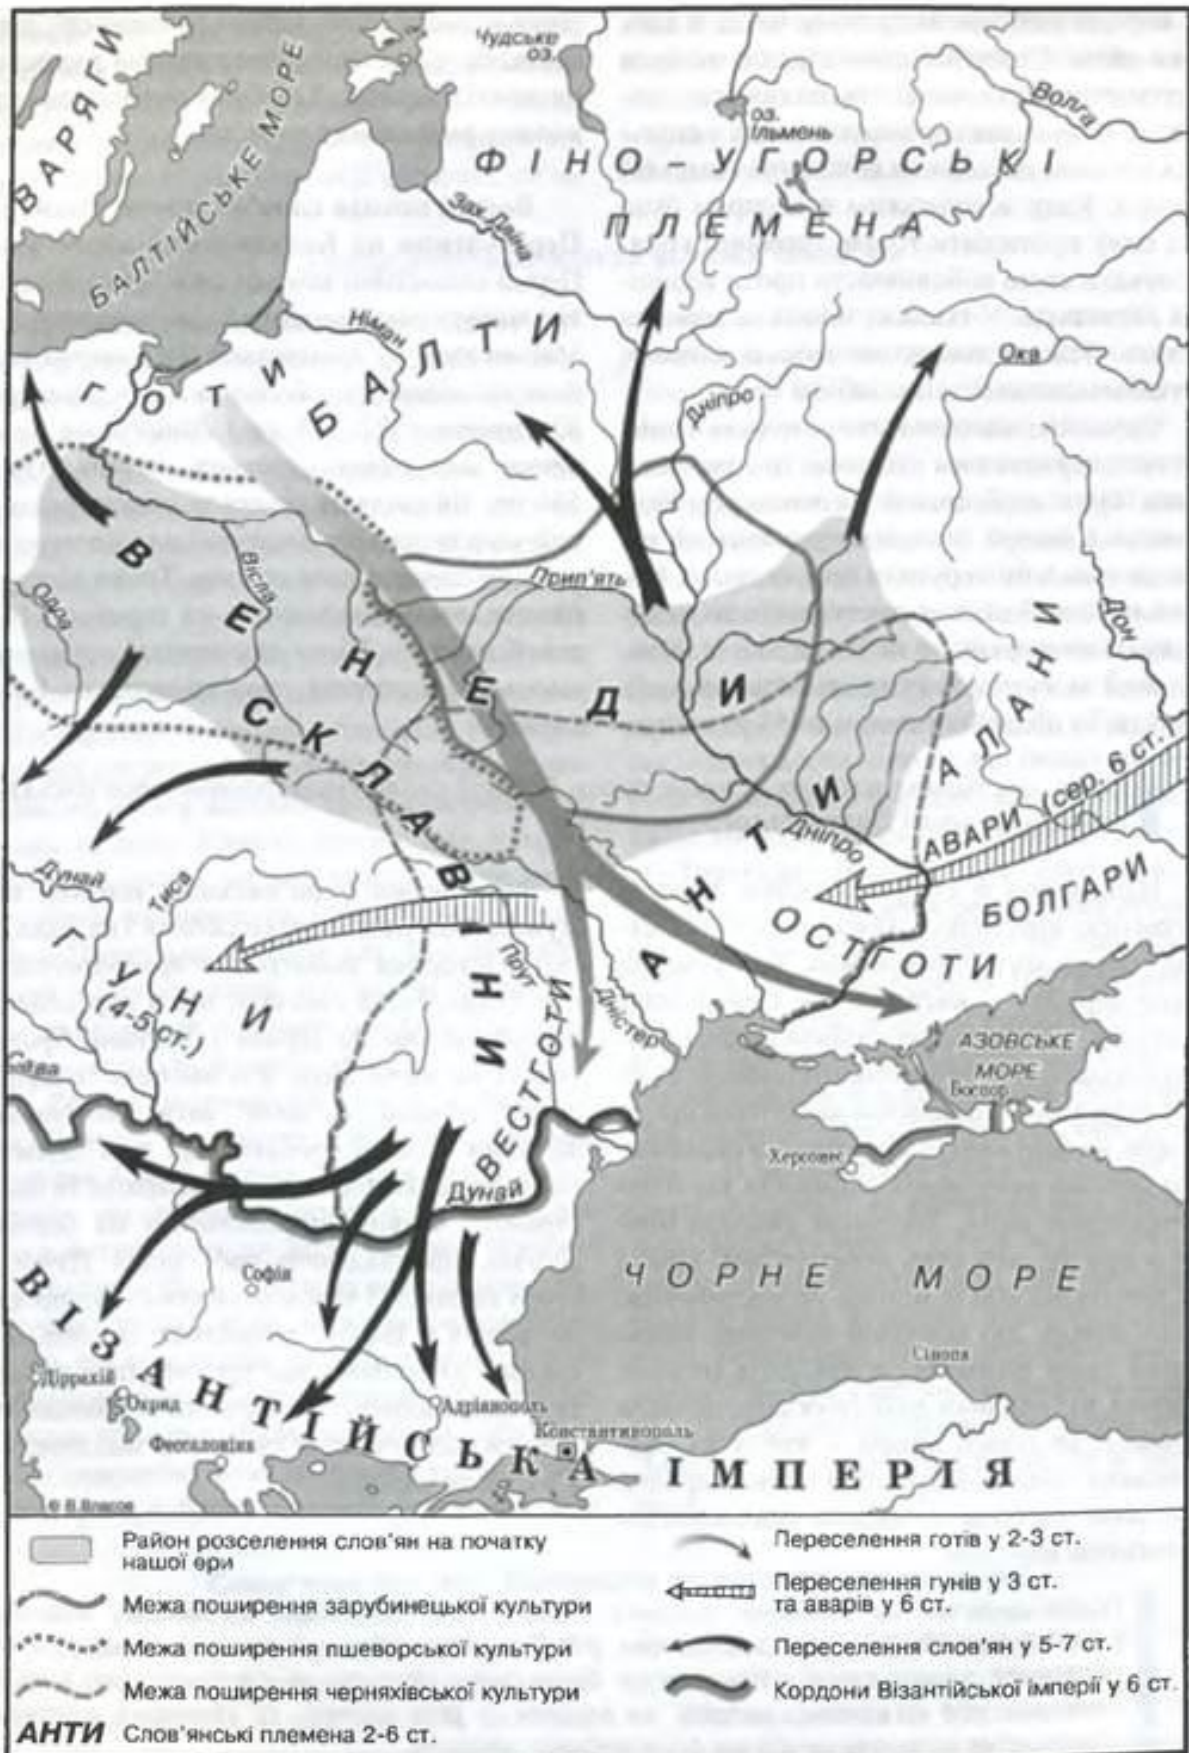 ВАРЯГИ
БАЛТІЙСЬКЕ МОРЕ
Чудське
оз.
оз.
Ільмень
Волга
ФІНО-УГОРСЬКІ
ПЛЕМЕНА
Зах.Двіна
Німан
БАЛТИ
ГОТИ
Ока
Дніпро
ВЕНЕДИ
Вісла
Одра
Прип'ять
Дон
АЛАНИ
СКЛАВІНИ
АНТИ
Дніпро
АВАРИ (сер. 6 ст.)
БОЛГАРИ
ОСТГОТИ
Дунай
Тиса
ГУНИ
(4-5 ст.)
Прут
Дністер
ВЕСТГОТИ
АЗОВСЬКЕ
МОРЕ
Боспор
Херсонес
Дунай
Софія
ЧОРНЕ МОРЕ
Сінопа
Діррахій
Охрид
Фессалоніка
Адріанополь
Константинополь
ВІЗАНТІЙСЬКА ІМПЕРІЯ
© В.Власов
Район розселення слов'ян на початку
нашої ери
Межа поширення зарубинецької культури
Межа поширення пшеворської культури
Межа поширення черняхівської культури
АНТИ Слов'янські племена 2-6 ст.
Переселення готів у 2-3 ст.
Переселення гунів у 3 ст.
та аварів у 6 ст.
Переселення слов'ян у 5-7 ст.
Кордони Візантійської імперії у 6 ст.